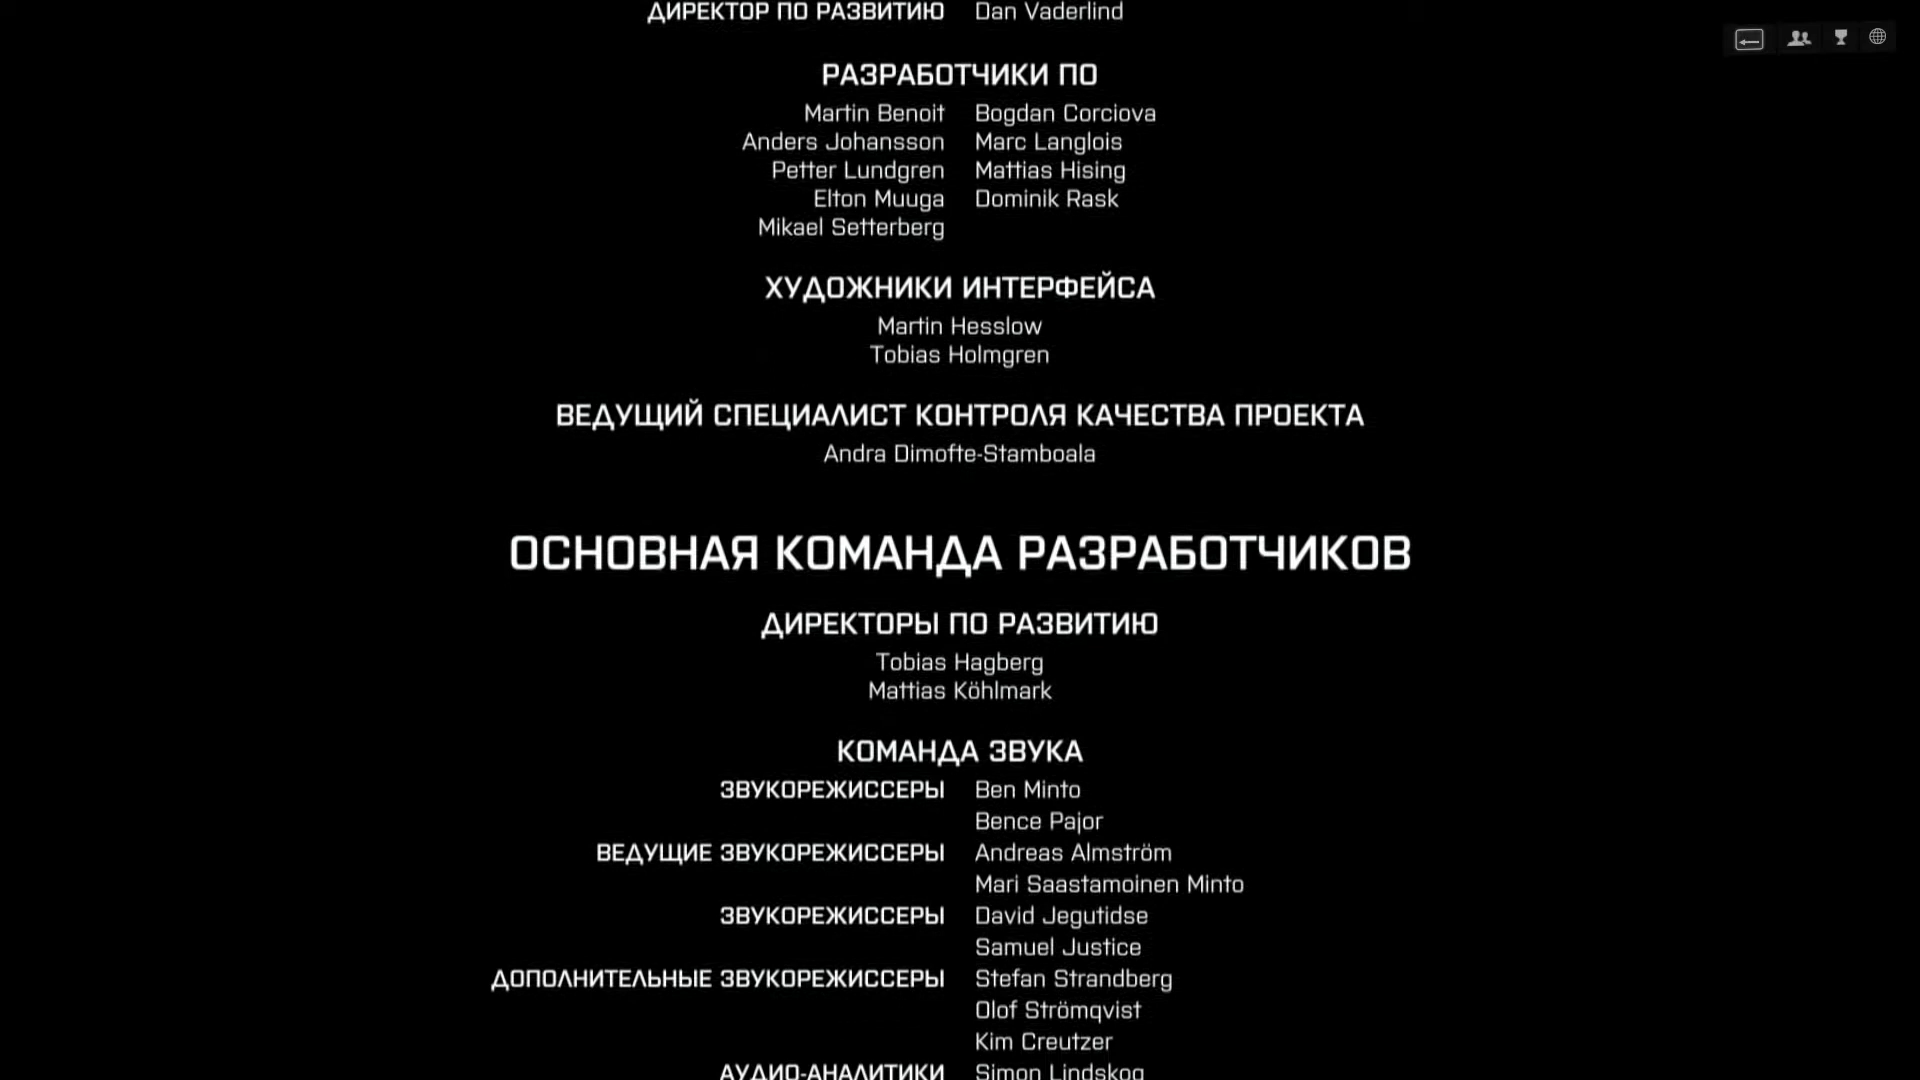 ДИРЕКТОР ПО РАЗВИТИЮ Dan Vaderlind
РАЗРАБОТЧИКИ ПО
Martin Benoit Bogdan Corciova
Anders Johansson Marc Langlois
Petter Lundgren Mattias Hising
Elton Muuga Dominik Rask
Mikael Setterberg
ХУДОЖНИКИ ИНТЕРФЕЙСА
Martin Hesslow
Tobias Holmgren
ВЕДУЩИЙ СПЕЦИАЛИСТ КОНТРОЛЯ КАЧЕСТВА ПРОЕКТА
Andra Dimofte-Stamboala
ОСНОВНАЯ КОМАНДА РАЗРАБОТЧИКОВ
ДИРЕКТОРЫ ПО РАЗВИТИЮ
Tobias Hagberg
Mattias Köhlmark
КОМАНДА ЗВУКА
ЗВУКОРЕЖИССЕРЫ Ben Minto
Bence Pajor
ВЕДУЩИЕ ЗВУКОРЕЖИССЕРЫ Andreas Almström
Mari Saastamoinen Minto
ЗВУКОРЕЖИССЕРЫ David Jegutidse
Samuel Justice
ДОПОЛНИТЕЛЬНЫЕ ЗВУКОРЕЖИССЕРЫ Stefan Strandberg
Olof Strömqvist
Kim Creutzer
АУДИО-АНАЛИТИКИ Simon Lindskog